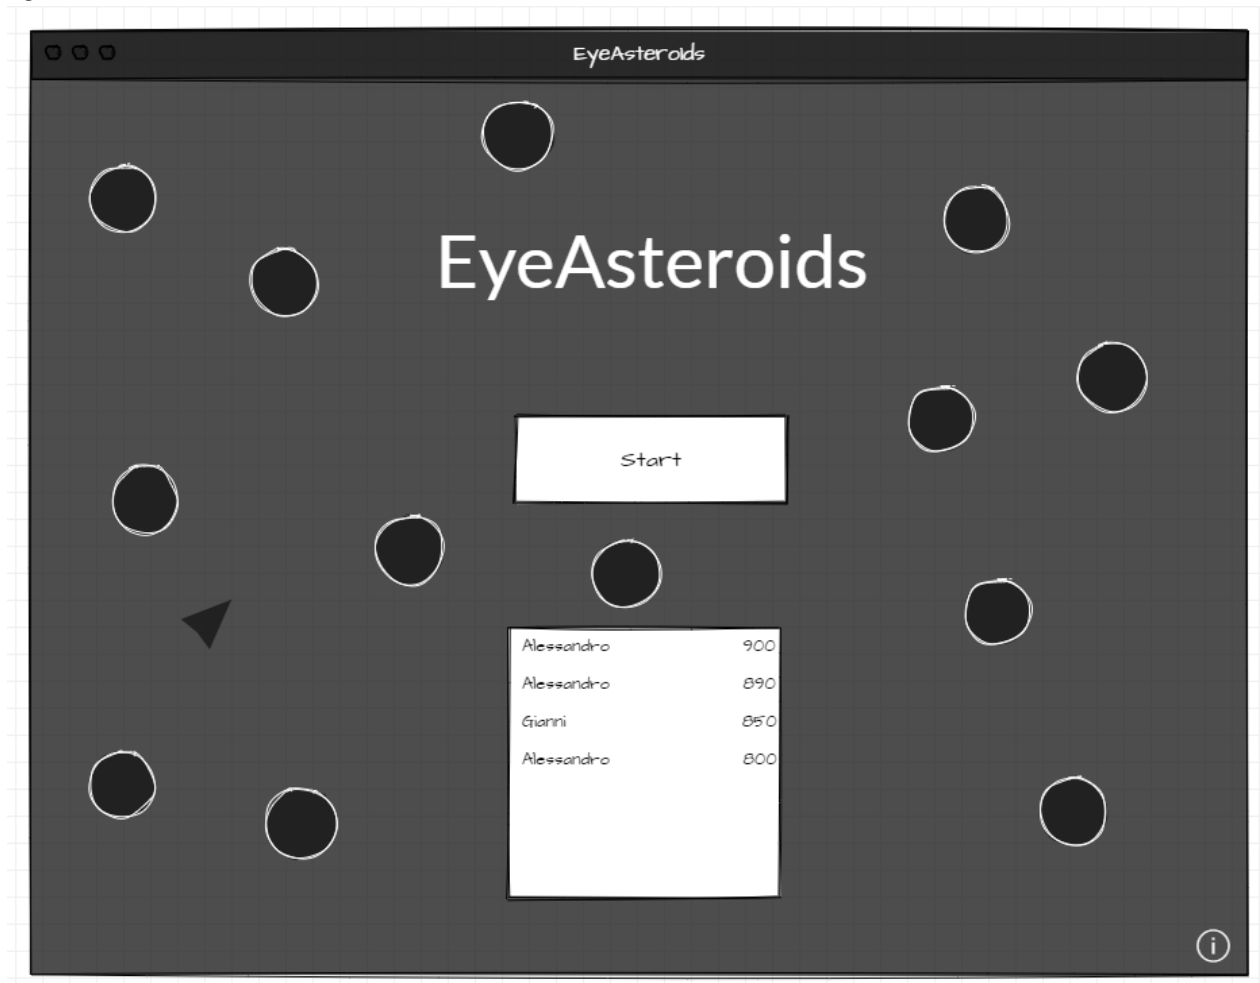 EyeAsteroids
EyeAsteroids
Start
Alessandro 900
Alessandro 890
Gianni 850
Alessandro 800
i